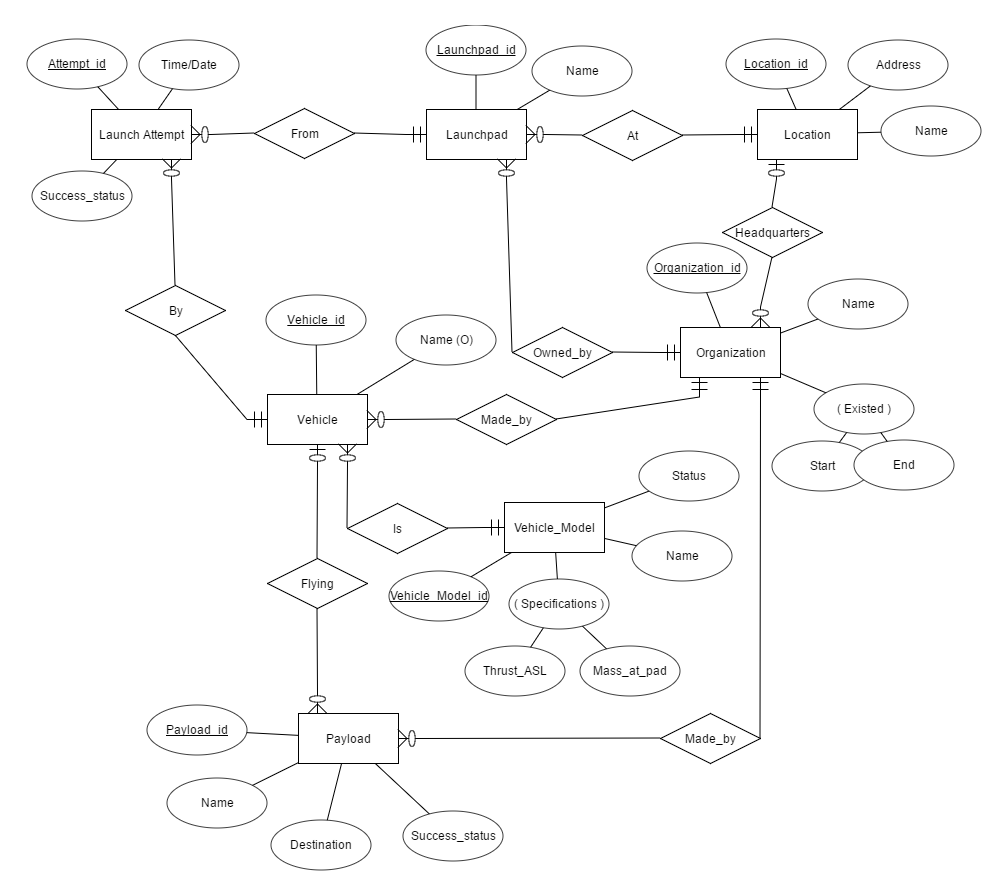 Launchpad_id
Attempt_id
Time/Date
Name
Location_id
Address
Launch Attempt
From
Launchpad
At
Location
Name
Success_status
Headquarters
Organization_id
Name
By
Vehicle_id
Name (O)
Owned_by
Organization
Vehicle
Made_by
( Existed )
Start
End
Status
Is
Vehicle_Model
Name
Flying
Vehicle_Model_id
( Specifications )
Thrust_ASL
Mass_at_pad
Payload_id
Payload
Made_by
Name
Destination
Success_status